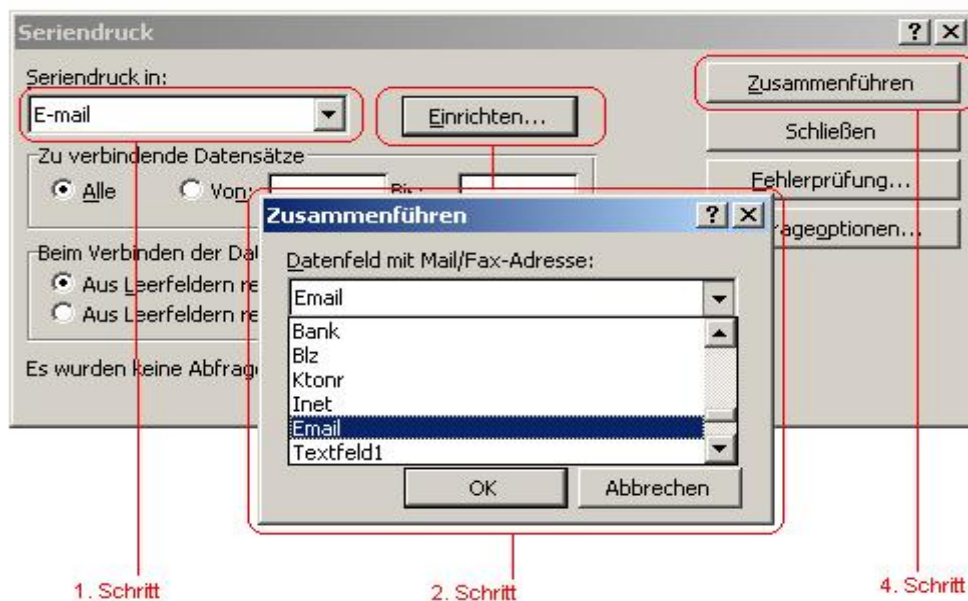 Seriendruck
Seriendruck in:
E-mail
Einrichten...
Zusammenführen
Schließen
Fehlerprüfung...
rageoptionen...
Zu verbindende Datensätze
Alle
Von:
Bis:
Beim Verbinden der Da
Aus Leerfeldern re
Aus Leerfeldern re
Es wurden keine Abfrag
Zusammenführen
Datenfeld mit Mail/Fax-Adresse:
Email
Bank
Blz
Ktonr
Inet
Email
Textfeld1
OK
Abbrechen
1. Schritt
2. Schritt
4. Schritt